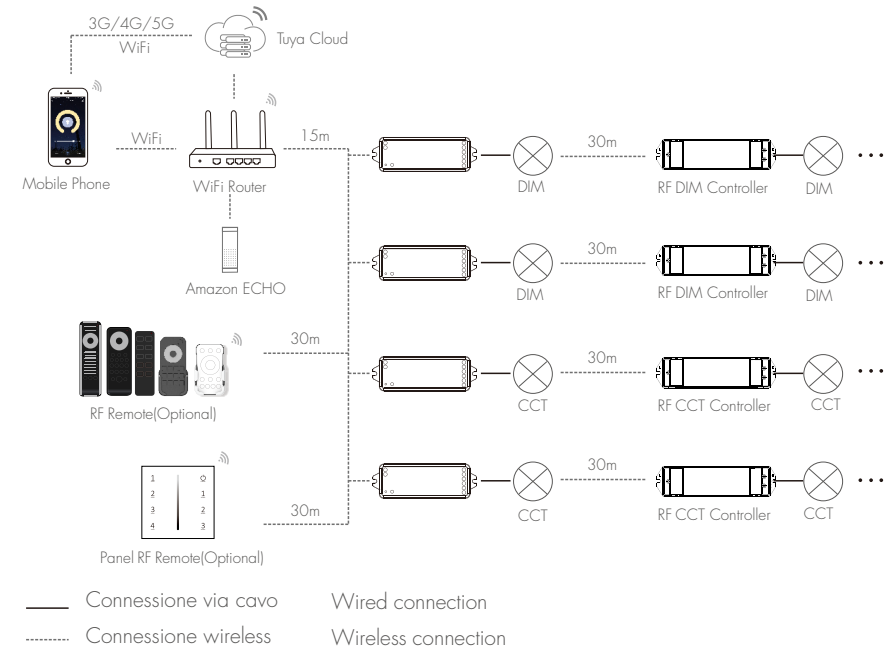 3G/4G/5G
WiFi
Tuya Cloud
WiFi
15m
Mobile Phone
WiFi Router
Amazon ECHO
30m
RF Remote(Optional)
1
2
1
3
2
4
3
30m
Panel RF Remote(Optional)
DIM
30m
RF DIM Controller
DIM
DIM
30m
RF DIM Controller
DIM
CCT
30m
RF CCT Controller
CCT
CCT
30m
RF CCT Controller
CCT
Connessione via cavo
Wired connection
Connessione wireless
Wireless connection